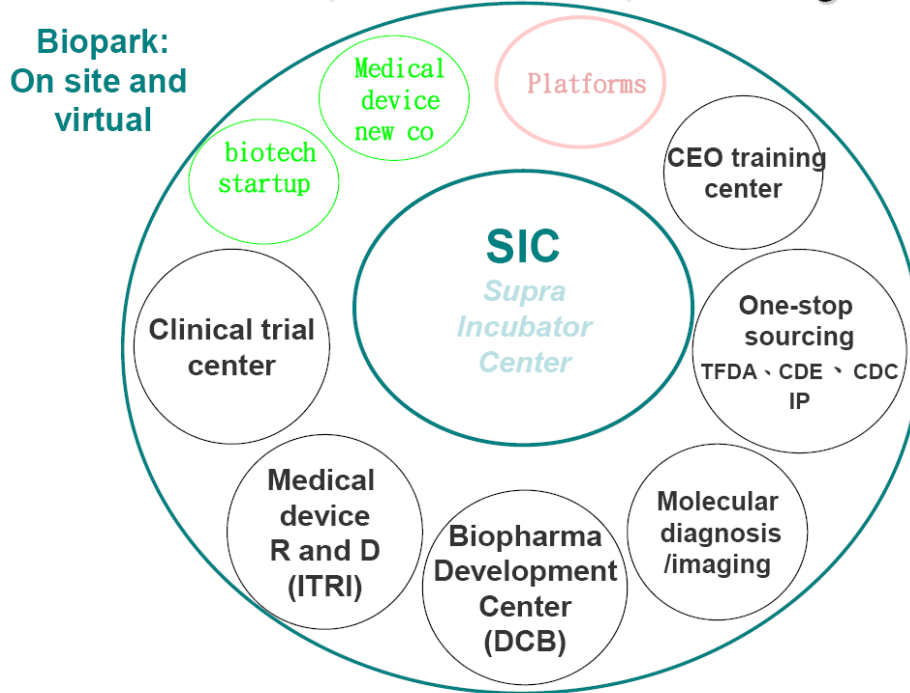 Biopark:
On site and
virtual
Medical
device
new co
Platforms
biotech
startup
CEO training
center
SIC
Supra
Incubator
Center
Clinical trial
center
One-stop
sourcing
TFDA、CDE、CDC
IP
Medical
device
R and D
(ITRI)
Biopharma
Development
Center
(DCB)
Molecular
diagnosis
/imaging